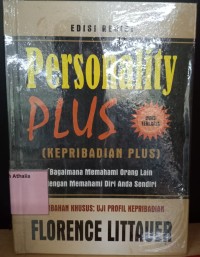 EDISI REVISI
Personality
PLUS
(KEPRIBADIAN PLUS)
Bagaimana Memahami Orang Lain
dengan Memahami Diri Anda Sendiri
KHUSUS: UJI PROFIL KEPRIBADIAN
FLORENCE LITTAUER
Athalia